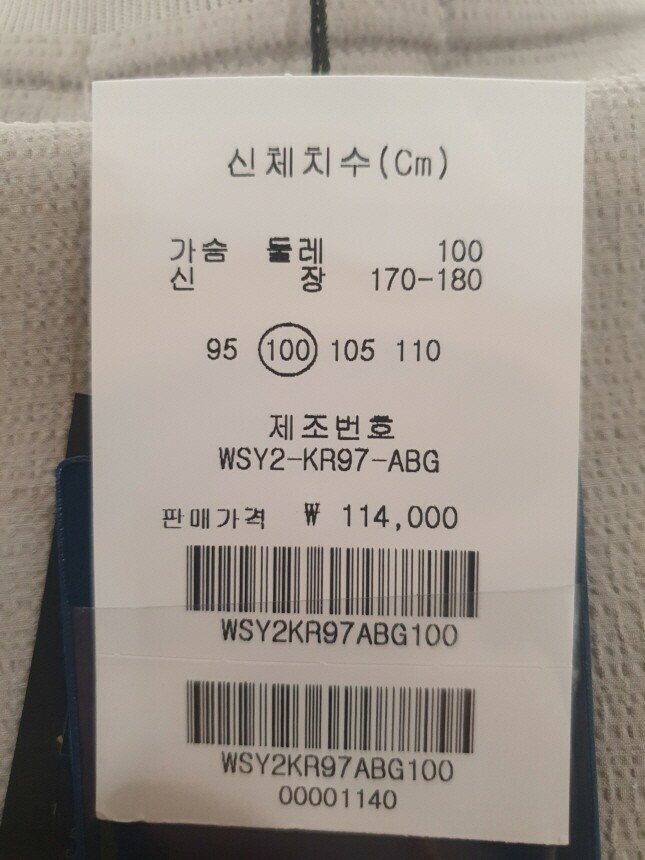 신체치수(Cm)
가슴 둘레 100
신 장 170-180
95 100 105 110
제조번호
WSY2-KR97-ABG
판매가격 ₩ 114,000
WSY2KR97ABG100
WSY2KR97ABG100
00001140